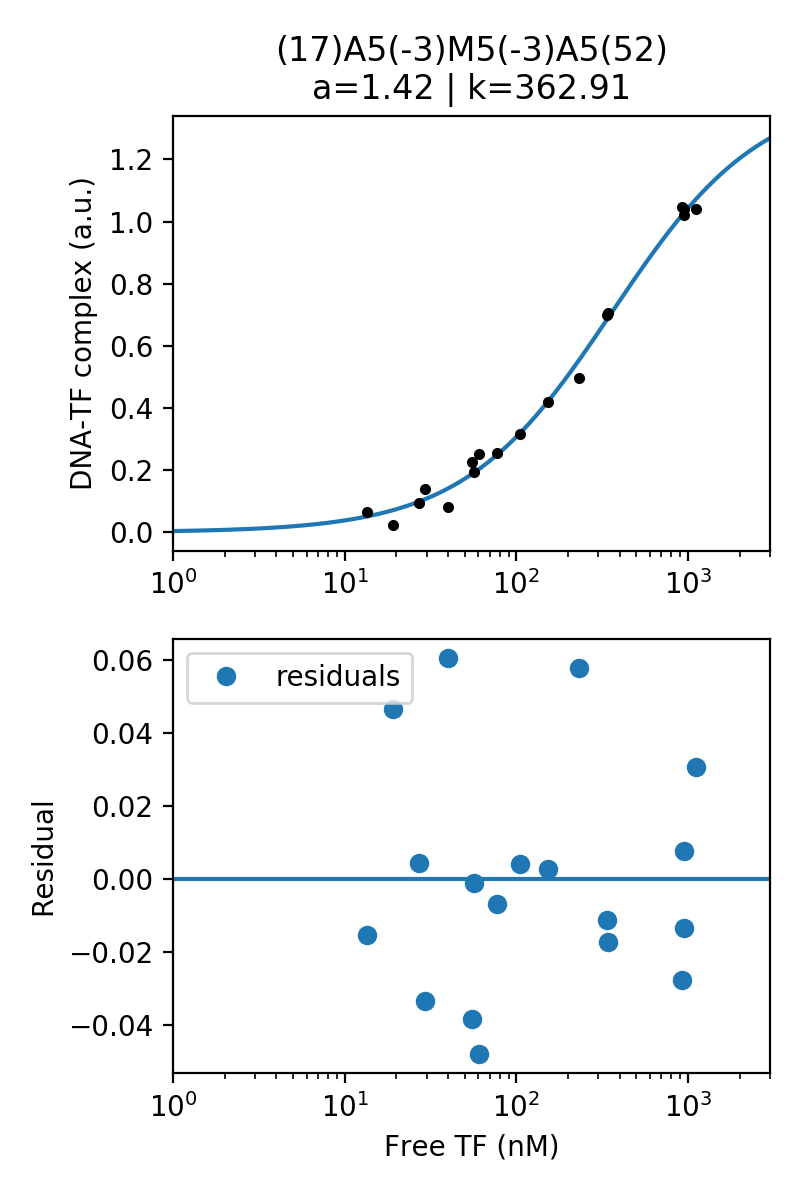 (17)A5(-3)M5(-3)A5(52)
a=1.42 | k=362.91
DNA-TF complex (a.u.)
1.2
1.0
0.8
0.6
0.4
0.2
0.0
10⁰ 10¹ 10² 10³
residuals
Residual
0.06
0.04
0.02
0.00
−0.02
−0.04
10⁰ 10¹ 10² 10³
Free TF (nM)